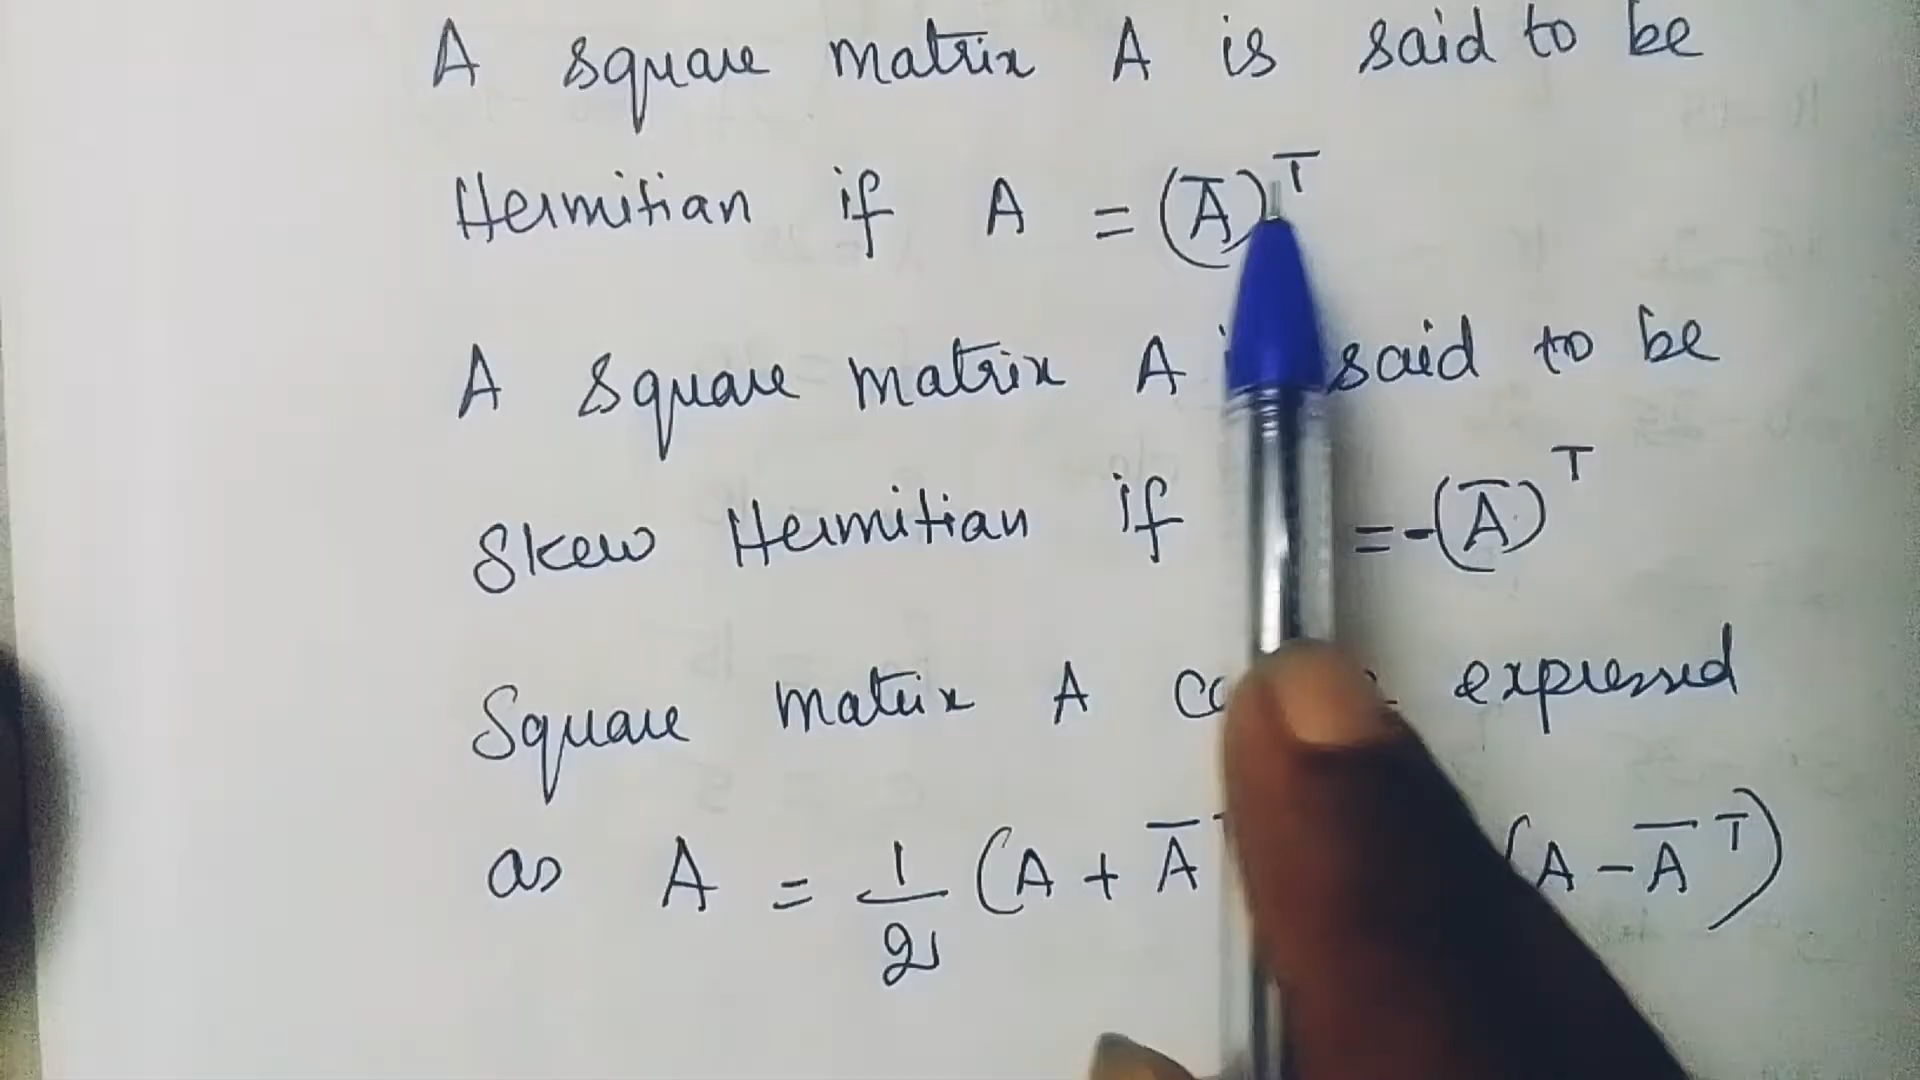 A square matrix A is said to be
Hermitian if A = (A̅)ᵀ
A square matrix A said to be
Skew Hermitian if = -(A̅)ᵀ
Square matrix A expressed
as A = 1/2 (A + A̅ (A - A̅ᵀ)